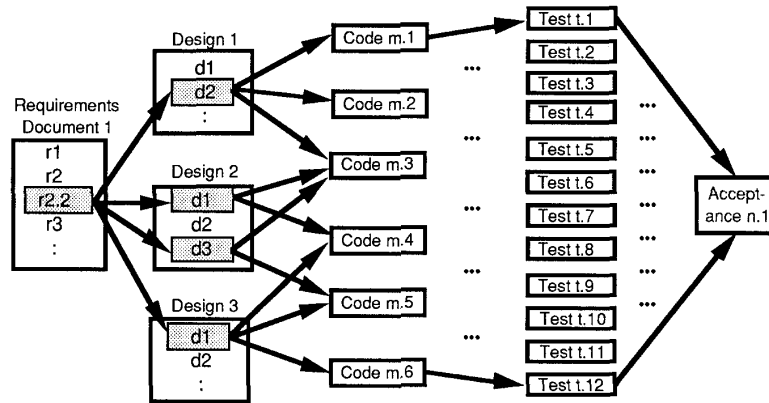 Requirements
Document 1
r1
r2
r2.2
r3
:
Design 1
d1
d2
:
Design 2
d1
d2
d3
Design 3
d1
d2
:
Code m.1
Code m.2
Code m.3
Code m.4
Code m.5
Code m.6
...
...
...
...
...
Test t.1
Test t.2
Test t.3
Test t.4
Test t.5
Test t.6
Test t.7
Test t.8
Test t.9
Test t.10
Test t.11
Test t.12
...
...
...
...
...
Accept-
ance n.1